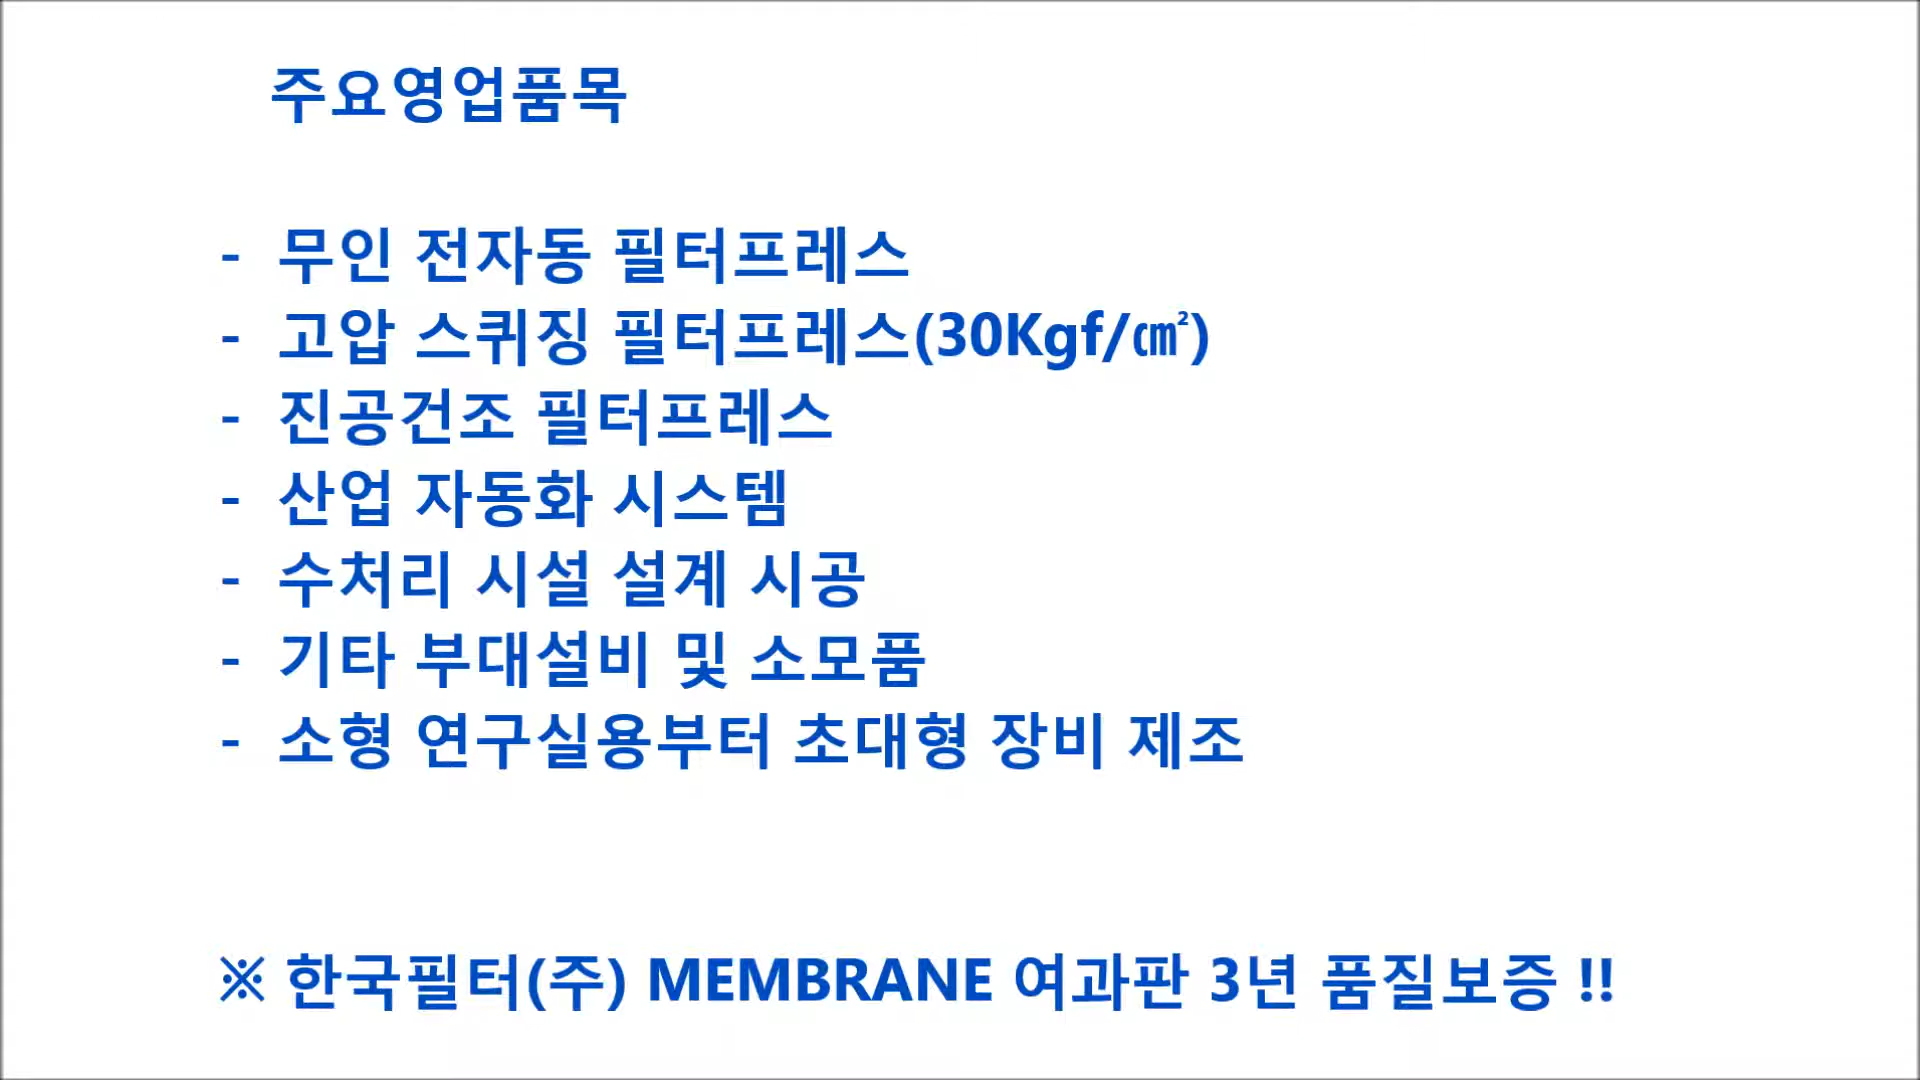 주요영업품목
- 무인 전자동 필터프레스
- 고압 스퀴징 필터프레스(30Kgf/㎠)
- 진공건조 필터프레스
- 산업 자동화 시스템
- 수처리 시설 설계 시공
- 기타 부대설비 및 소모품
- 소형 연구실용부터 초대형 장비 제조
※ 한국필터(주) MEMBRANE 여과판 3년 품질보증 !!